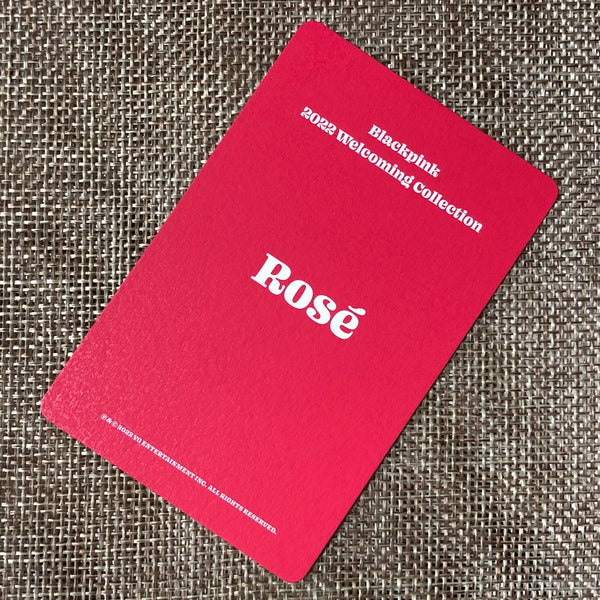 Blackpink
2022 Welcoming Collection
Rosé
℗ & © 2022 YG ENTERTAINMENT INC. ALL RIGHTS RESERVED.